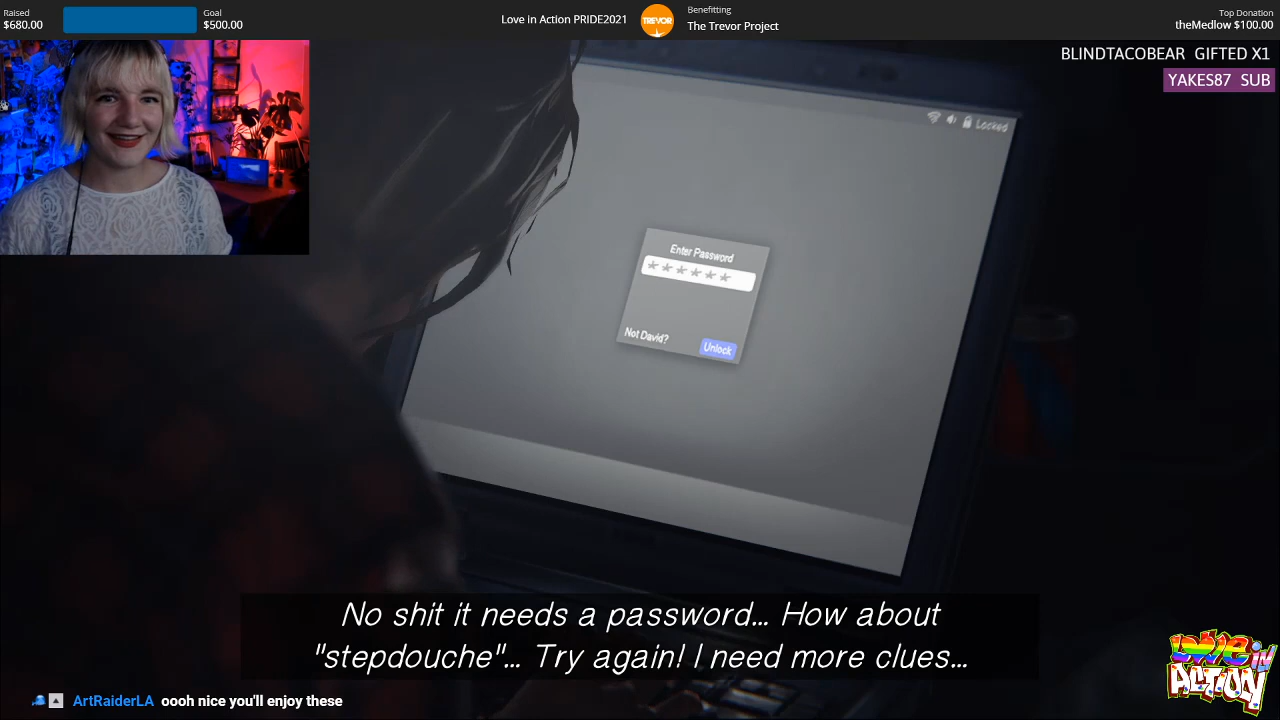 Raised
$680.00
Goal
$500.00
Love in Action PRIDE2021
TREVOR
Benefitting
The Trevor Project
Top Donation
theMedlow $100.00
BLINDTACOBEAR GIFTED X1
YAKES87 SUB
Locked
Enter Password
******
Not David?
Unlock
No shit it needs a password... How about
"stepdouche"... Try again! I need more clues...
Love in
ACTION
ArtRaiderLA oooh nice you'll enjoy these